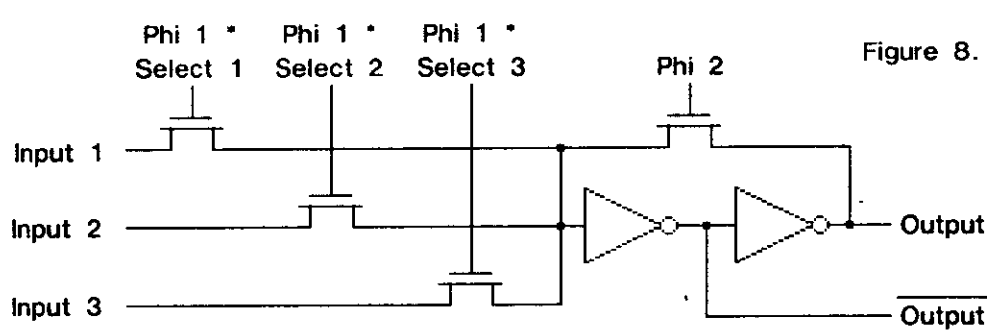 Phi 1 * Phi 1 * Phi 1 *
Select 1 Select 2 Select 3 Phi 2 Figure 8.
Input 1
Input 2 Output
Input 3 Output